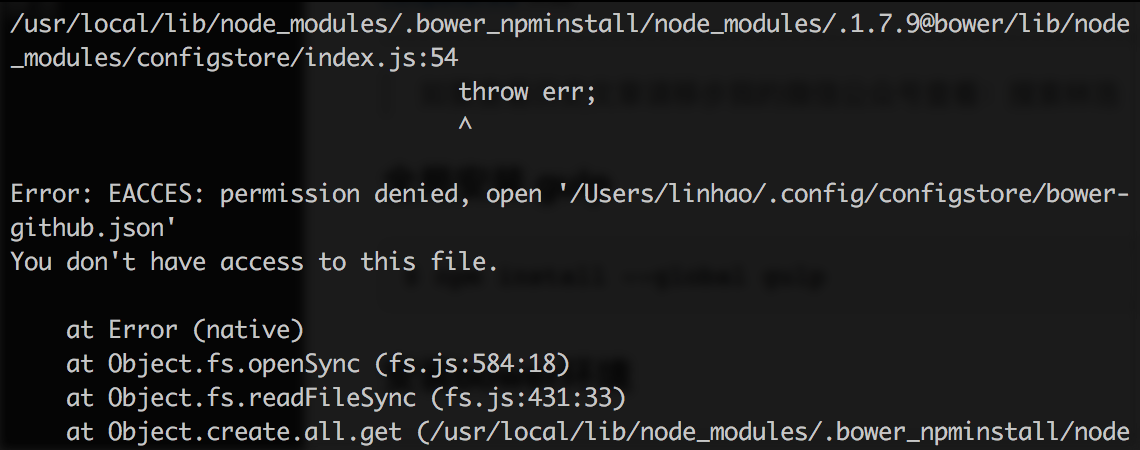 /usr/local/lib/node_modules/.bower_npminstall/node_modules/.1.7.9@bower/lib/node
_modules/configstore/index.js:54
throw err;
^
Error: EACCES: permission denied, open '/Users/linhao/.config/configstore/bower-
github.json'
You don't have access to this file.
at Error (native)
at Object.fs.openSync (fs.js:584:18)
at Object.fs.readFileSync (fs.js:431:33)
at Object.create.all.get (/usr/local/lib/node_modules/.bower_npminstall/node